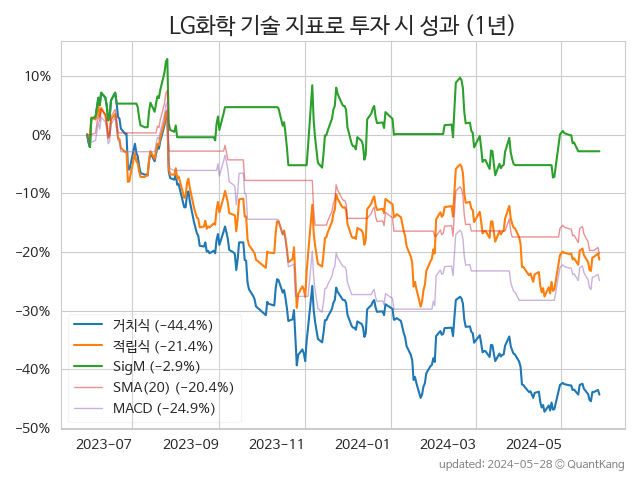 LG화학 기술 지표로 투자 시 성과 (1년)
10%
0%
−10%
−20%
−30%
−40%
−50%
거치식 (−44.4%)
적립식 (−21.4%)
SigM (−2.9%)
SMA(20) (−20.4%)
MACD (−24.9%)
2023−07
2023−09
2023−11
2024−01
2024−03
2024−05
updated: 2024−05−28 ⓒ QuantKang